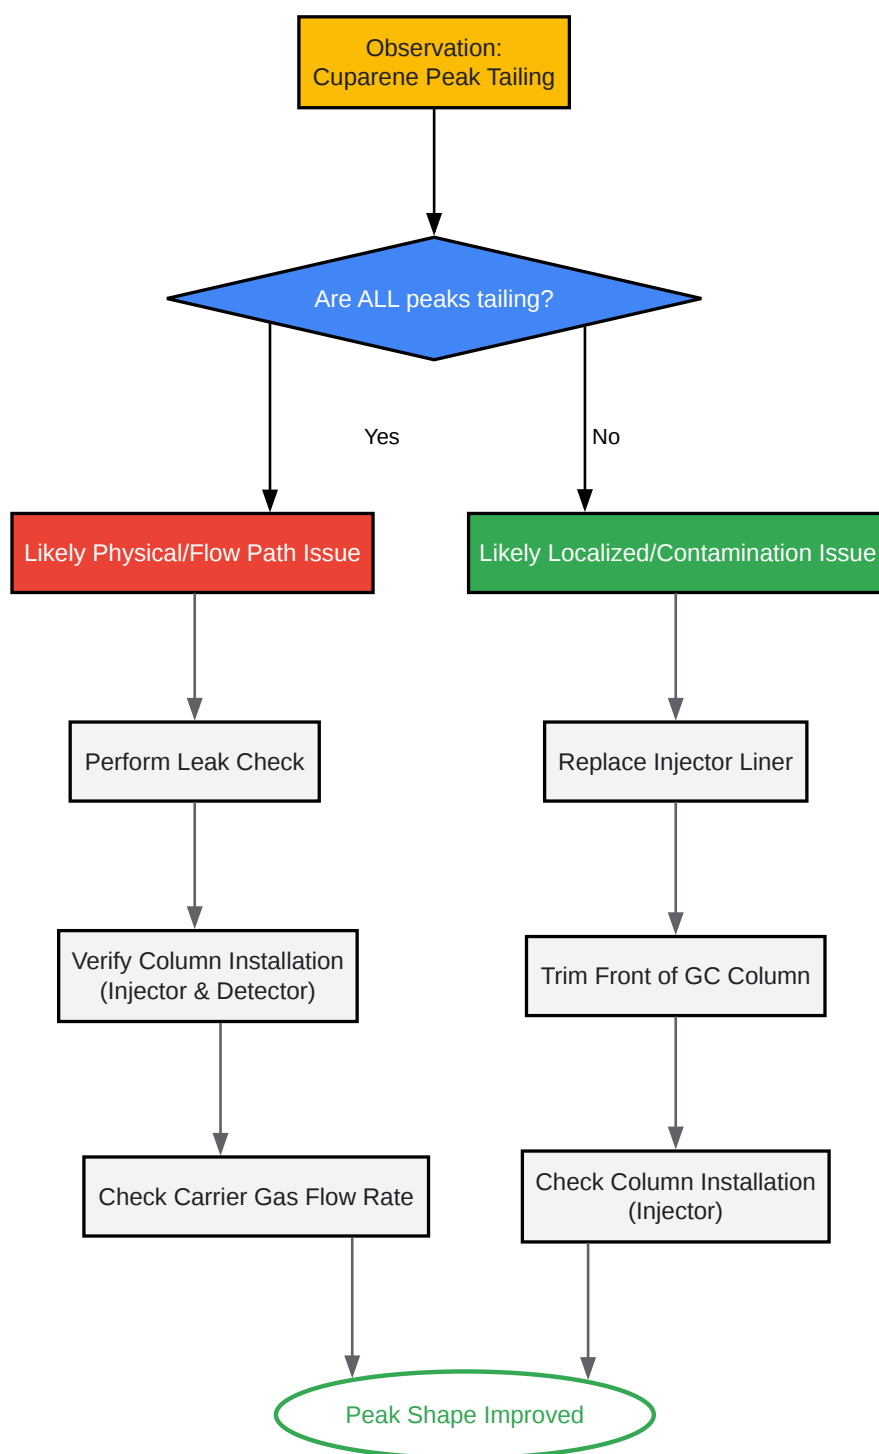 Observation:
Cuparene Peak Tailing
Are ALL peaks tailing?
Yes
No
Likely Physical/Flow Path Issue
Likely Localized/Contamination Issue
Perform Leak Check
Replace Injector Liner
Verify Column Installation
(Injector & Detector)
Trim Front of GC Column
Check Carrier Gas Flow Rate
Check Column Installation
(Injector)
Peak Shape Improved